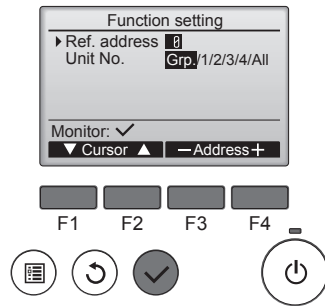 Function setting
Ref. address 0
Unit No. Grp./1/2/3/4/All
Monitor: ✓
▼ Cursor ▲ −Address+
F1 F2 F3 F4